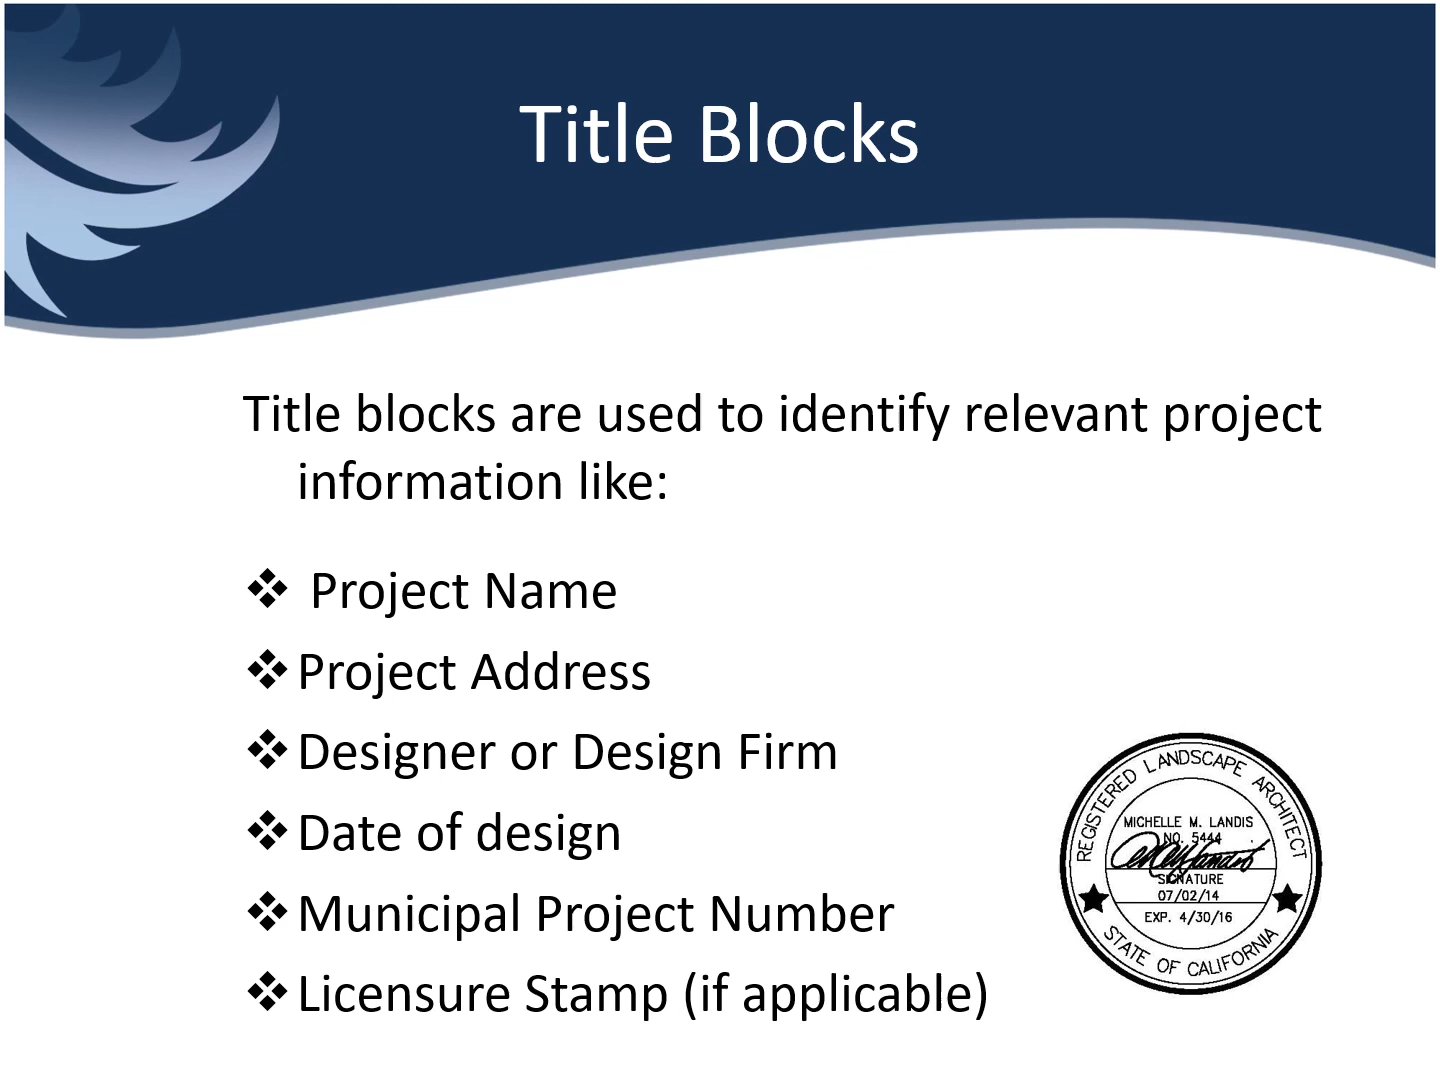 Title Blocks
Title blocks are used to identify relevant project
information like:
❖ Project Name
❖ Project Address
❖ Designer or Design Firm
❖ Date of design
❖ Municipal Project Number
❖ Licensure Stamp (if applicable)
REGISTERED LANDSCAPE ARCHITECT
MICHELLE M. LANDIS
NO. 5444
SIGNATURE
07/02/14
EXP. 4/30/16
STATE OF CALIFORNIA